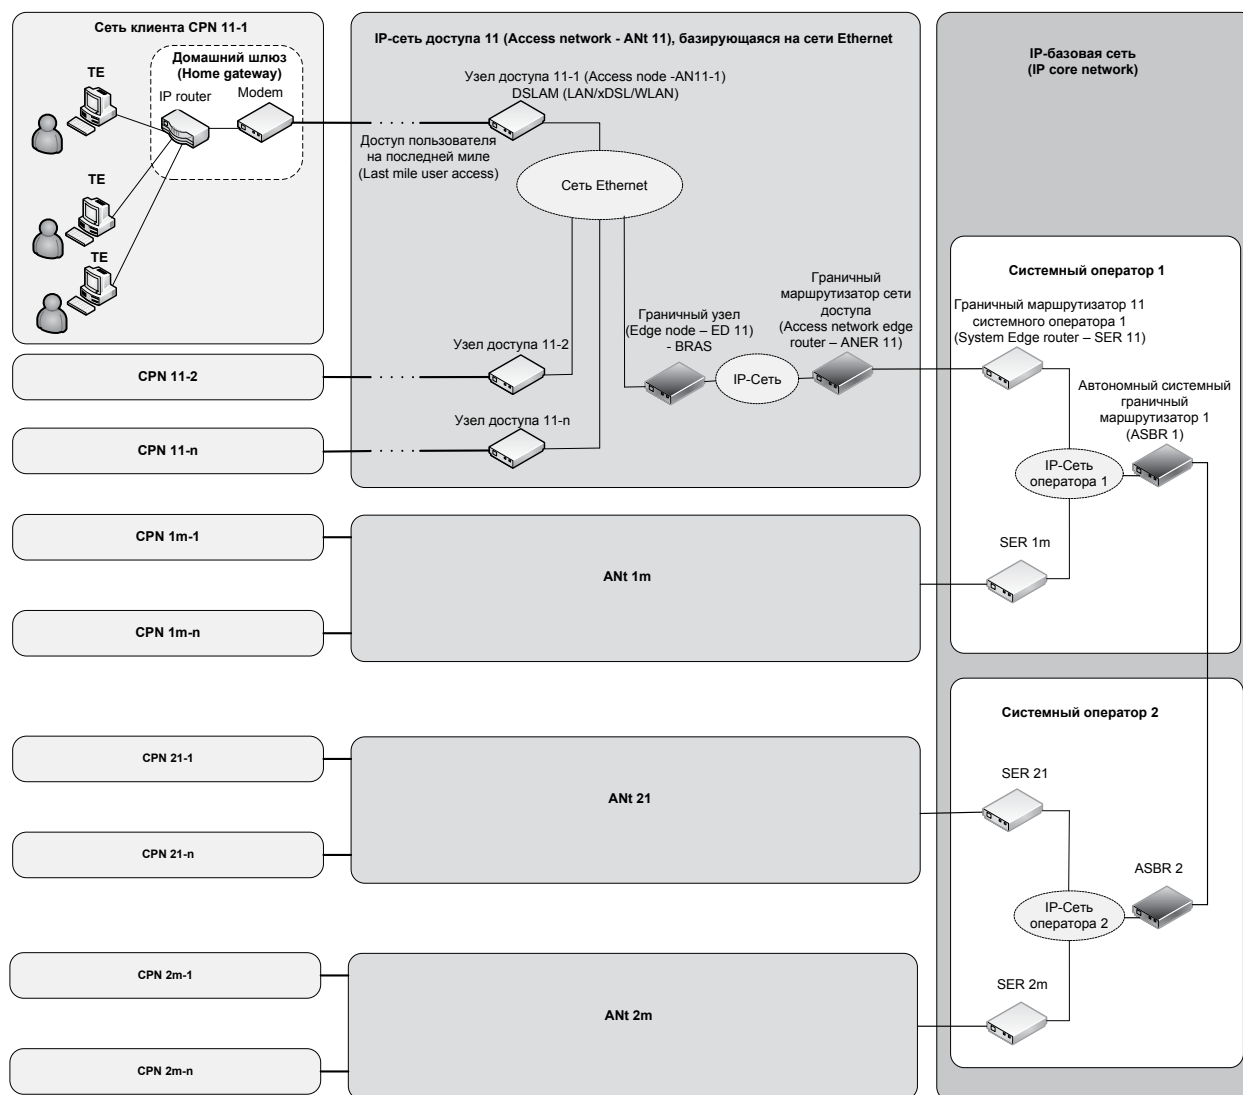 Сеть клиента CPN 11-1
Домашний шлюз
(Home gateway)
TE
IP router
Modem
TE
TE
CPN 11-2
CPN 11-n
IP-сеть доступа 11 (Access network - ANt 11), базирующаяся на сети Ethernet
Узел доступа 11-1 (Access node -AN11-1)
DSLAM (LAN/xDSL/WLAN)
Доступ пользователя
на последней миле
(Last mile user access)
Сеть Ethernet
Узел доступа 11-2
Узел доступа 11-n
Граничный узел
(Edge node – ED 11)
- BRAS
IP-Сеть
Граничный
маршрутизатор сети
доступа
(Access network edge
router – ANER 11)
IP-базовая сеть
(IP core network)
Системный оператор 1
Граничный маршрутизатор 11
системного оператора 1
(System Edge router – SER 11)
Автономный системный
граничный
маршрутизатор 1
(ASBR 1)
IP-Сеть
оператора 1
SER 1m
CPN 1m-1
CPN 1m-n
ANt 1m
Системный оператор 2
CPN 21-1
CPN 21-n
ANt 21
SER 21
ASBR 2
IP-Сеть
оператора 2
SER 2m
CPN 2m-1
CPN 2m-n
ANt 2m